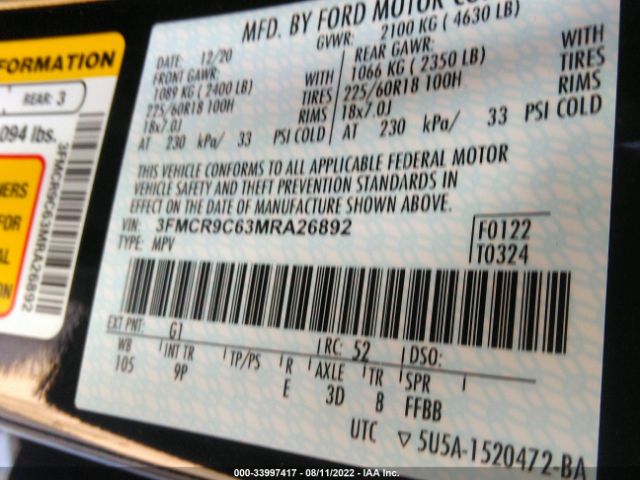 MFD. BY FORD MOTOR
GVWR: 2100 KG ( 4630 LB)
DATE: 12/20
FRONT GAWR: REAR GAWR:
1089 KG ( 2400 LB) WITH 1066 KG ( 2350 LB) WITH
225/60R18 100H TIRES 225/60R18 100H TIRES
18x7.0J RIMS 18x7.0J RIMS
AT 230 kPa/ 33 PSI COLD AT 230 kPa/ 33 PSI COLD
THIS VEHICLE CONFORMS TO ALL APPLICABLE FEDERAL MOTOR
VEHICLE SAFETY AND THEFT PREVENTION STANDARDS IN
EFFECT ON THE DATE OF MANUFACTURE SHOWN ABOVE.
VIN: 3FMCR9C63MRA26892 F0122
TYPE: MPV T0324
EXT PNT: G1 RC: 52 DSO:
WB INT TR TP/PS R AXLE TR SPR
105 9P E 3D B FFBB
UTC ▽ 5U5A-1520472-BA
FORMATION
REAR: 3
094 lbs.
3FMCR9C63MRA26892
NERS
FOR
AL
ON
000-33997417 - 08/11/2022 - IAA Inc.